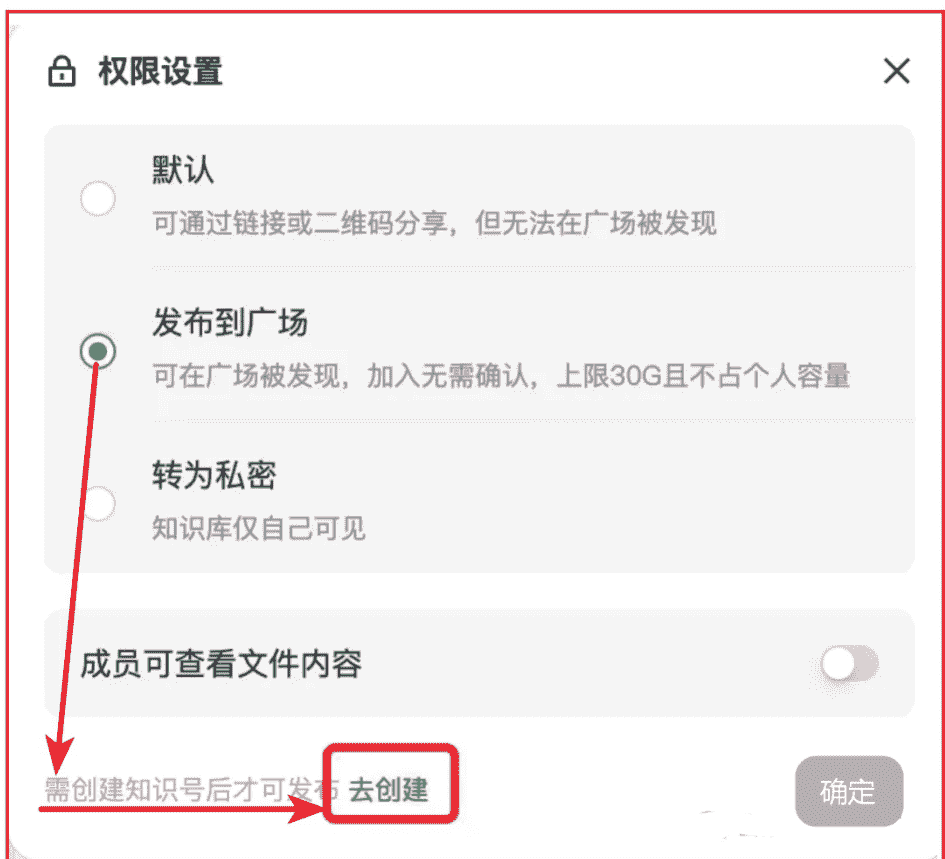 权限设置
默认
可通过链接或二维码分享，但无法在广场被发现
发布到广场
可在广场被发现，加入无需确认，上限30G且不占个人容量
转为私密
知识库仅自己可见
成员可查看文件内容
需创建知识号后才可发布 去创建
确定